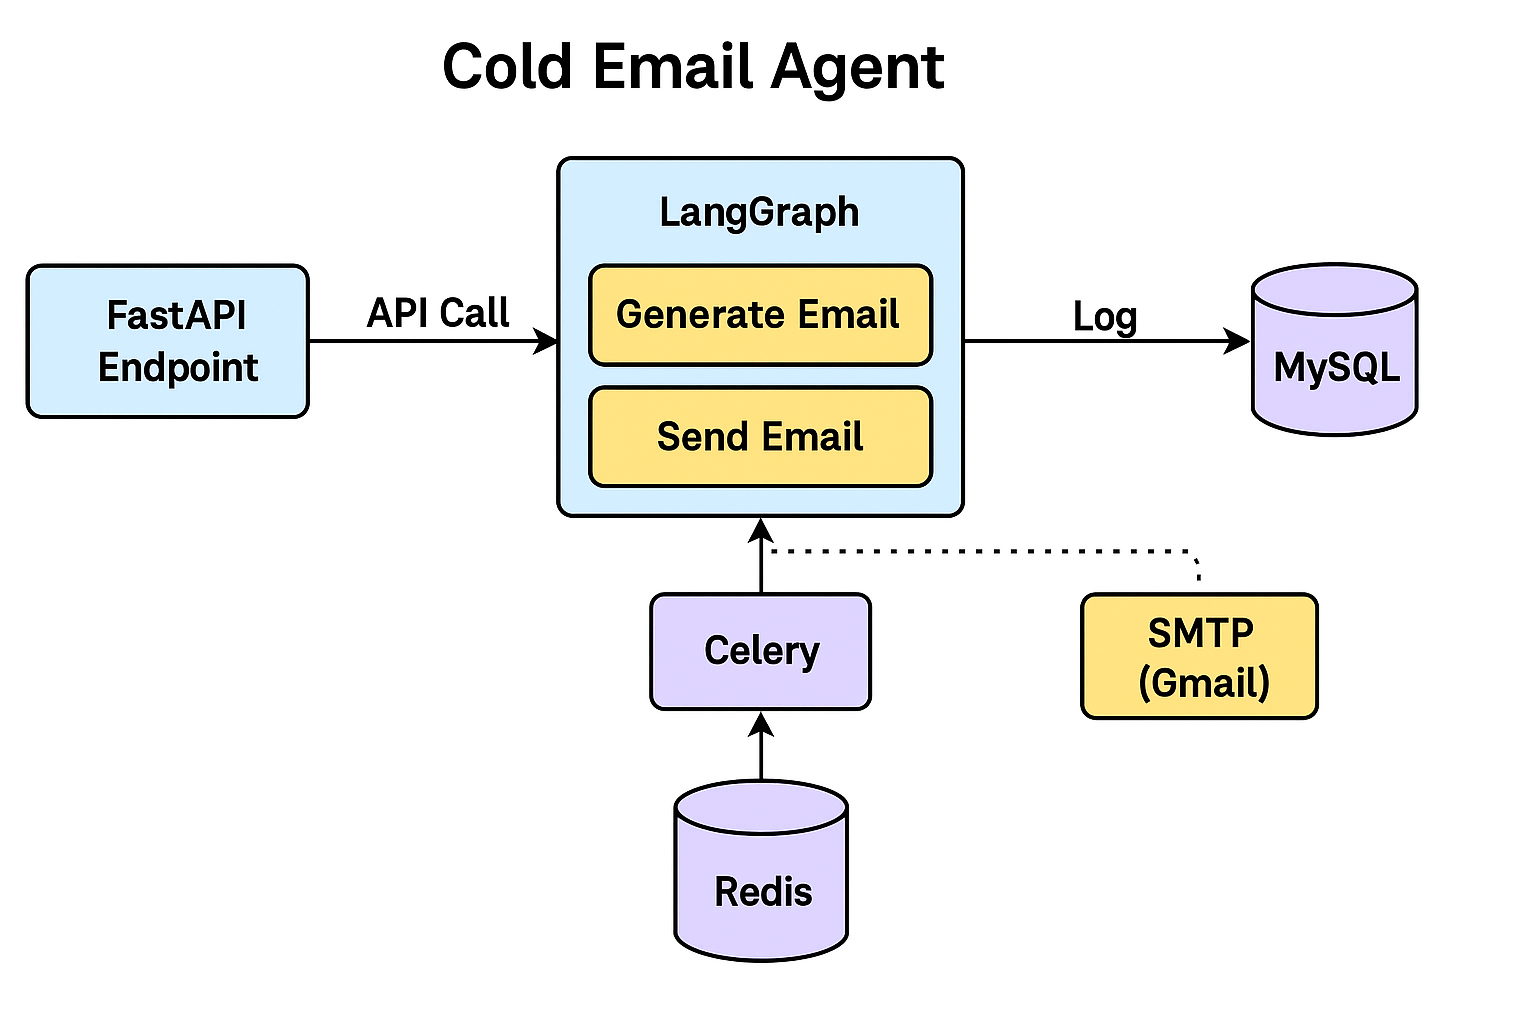 Cold Email Agent
LangGraph
FastAPI
Endpoint
API Call
Generate Email
Send Email
Log
MySQL
Celery
SMTP
(Gmail)
Redis